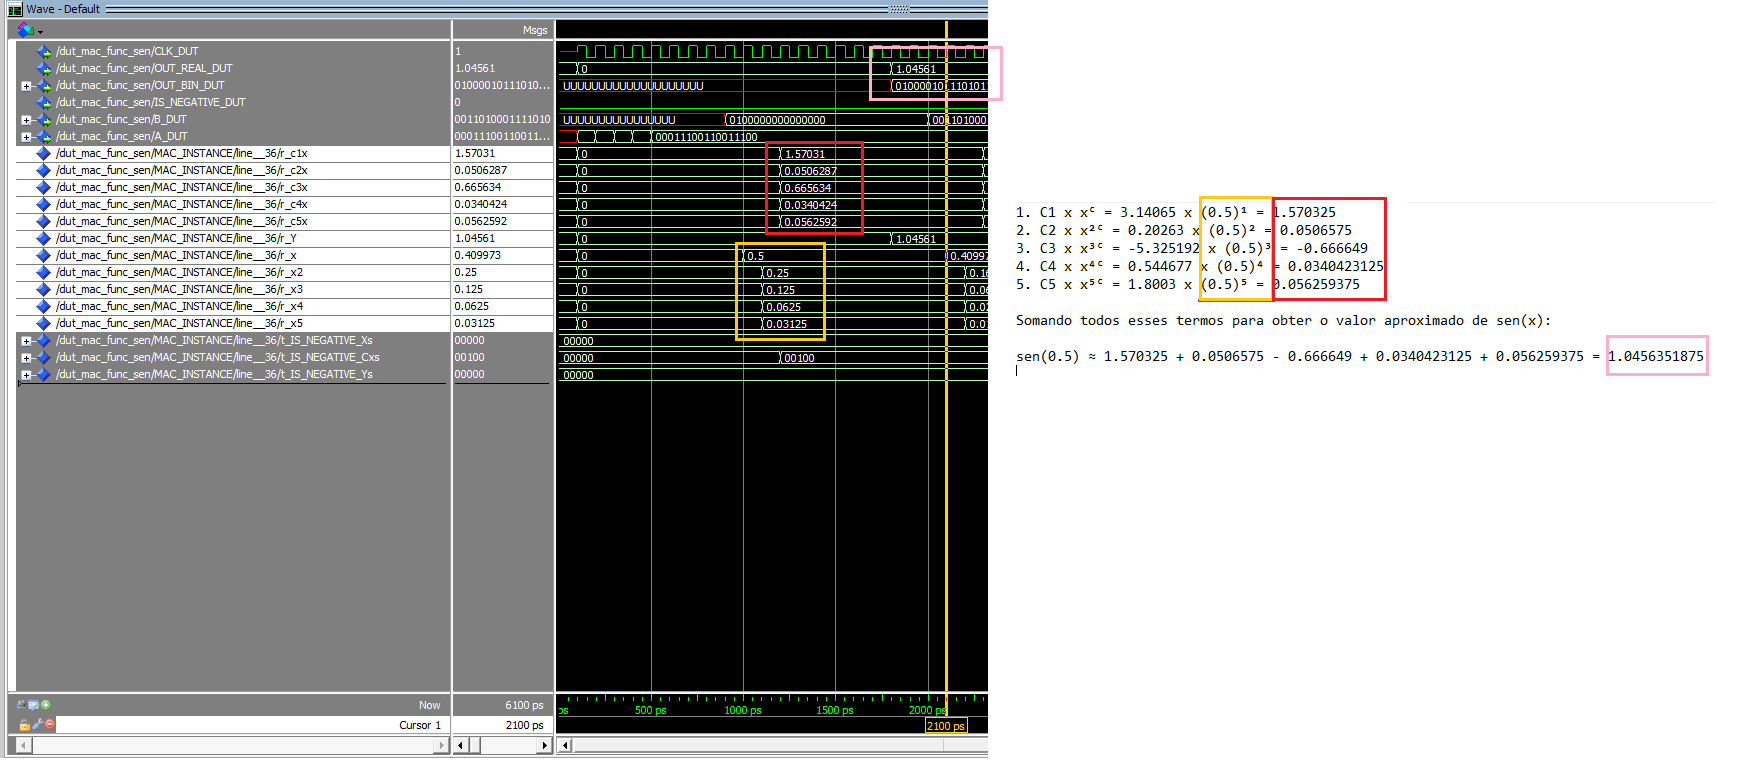 Wave - Default
Msgs
/dut_mac_func_sen/CLK_DUT 1
/dut_mac_func_sen/OUT_REAL_DUT 1.04561 0 1.04561
/dut_mac_func_sen/OUT_BIN_DUT 01000010111010... UUUUUUUUUUUUUUUUUUUU 0100001011101011
/dut_mac_func_sen/IS_NEGATIVE_DUT 0
/dut_mac_func_sen/B_DUT 0011010001111010 UUUUUUUUUUUUUUUU 0100000000000000 001101000
/dut_mac_func_sen/A_DUT 00011100110011... 00011100110011100
/dut_mac_func_sen/MAC_INSTANCE/line__36/r_c1x 1.57031 0 1.57031
/dut_mac_func_sen/MAC_INSTANCE/line__36/r_c2x 0.0506287 0 0.0506287
/dut_mac_func_sen/MAC_INSTANCE/line__36/r_c3x 0.665634 0 0.665634
/dut_mac_func_sen/MAC_INSTANCE/line__36/r_c4x 0.0340424 0 0.0340424
/dut_mac_func_sen/MAC_INSTANCE/line__36/r_c5x 0.0562592 0 0.0562592
/dut_mac_func_sen/MAC_INSTANCE/line__36/r_Y 1.04561 0 1.04561
/dut_mac_func_sen/MAC_INSTANCE/line__36/r_x 0.409973 0 0.5 0.40997
/dut_mac_func_sen/MAC_INSTANCE/line__36/r_x2 0.25 0 0.25 0.1
/dut_mac_func_sen/MAC_INSTANCE/line__36/r_x3 0.125 0 0.125 0.0
/dut_mac_func_sen/MAC_INSTANCE/line__36/r_x4 0.0625 0 0.0625 0.0
/dut_mac_func_sen/MAC_INSTANCE/line__36/r_x5 0.03125 0 0.03125 0.0
/dut_mac_func_sen/MAC_INSTANCE/line__36/t_IS_NEGATIVE_Xs 00000 00000
/dut_mac_func_sen/MAC_INSTANCE/line__36/t_IS_NEGATIVE_Cxs 00100 00000 00100
/dut_mac_func_sen/MAC_INSTANCE/line__36/t_IS_NEGATIVE_Ys 00000 00000
Now 6100 ps ps 500 ps 1000 ps 1500 ps 2000 ps
Cursor 1 2100 ps 2100 ps
1. C1 x xᶜ = 3.14065 x (0.5)¹ = 1.570325
2. C2 x x²ᶜ = 0.20263 x (0.5)² = 0.0506575
3. C3 x x³ᶜ = -5.325192 x (0.5)³ = -0.666649
4. C4 x x⁴ᶜ = 0.544677 x (0.5)⁴ = 0.0340423125
5. C5 x x⁵ᶜ = 1.8003 x (0.5)⁵ = 0.056259375
Somando todos esses termos para obter o valor aproximado de sen(x):
sen(0.5) ≈ 1.570325 + 0.0506575 - 0.666649 + 0.0340423125 + 0.056259375 = 1.0456351875